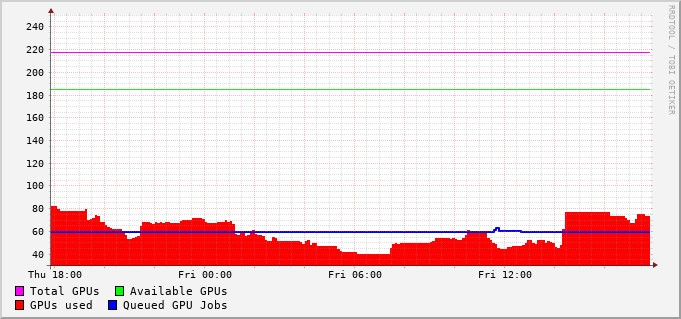 240
220
200
180
160
140
120
100
80
60
40
Thu 18:00 Fri 00:00 Fri 06:00 Fri 12:00
Total GPUs Available GPUs
GPUs used Queued GPU Jobs
RRDTOOL / TOBI OETIKER